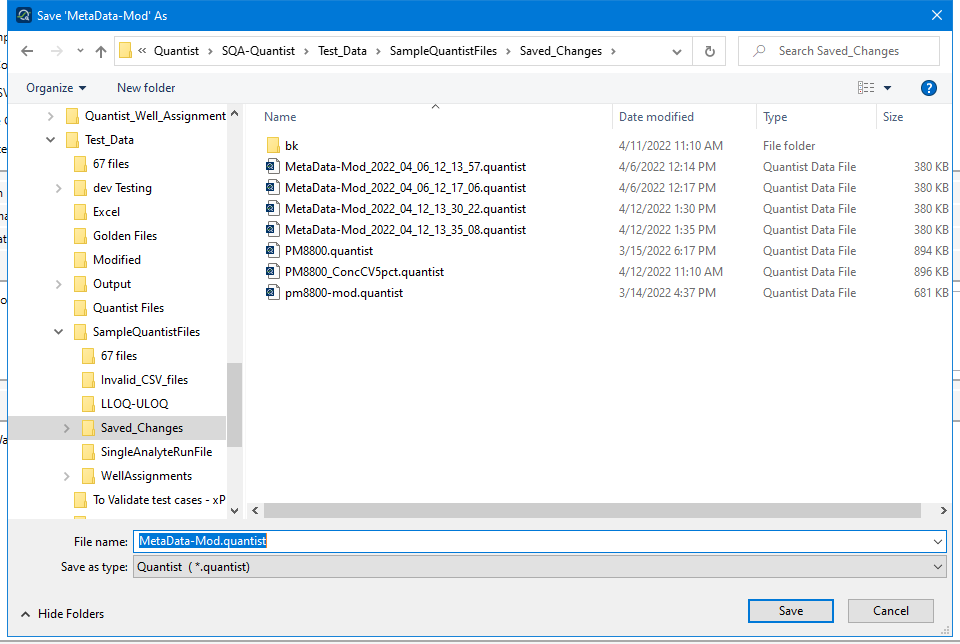 Save 'MetaData-Mod' As
« Quantist › SQA-Quantist › Test_Data › SampleQuantistFiles › Saved_Changes ›
Search Saved_Changes
Organize
New folder
Quantist_Well_Assignment
Test_Data
67 files
dev Testing
Excel
Golden Files
Modified
Output
Quantist Files
SampleQuantistFiles
67 files
Invalid_CSV_files
LLOQ-ULOQ
Saved_Changes
SingleAnalyteRunFile
WellAssignments
To Validate test cases - xP
Name Date modified Type Size
bk 4/11/2022 11:10 AM File folder
MetaData-Mod_2022_04_06_12_13_57.quantist 4/6/2022 12:14 PM Quantist Data File 380 KB
MetaData-Mod_2022_04_06_12_17_06.quantist 4/6/2022 12:17 PM Quantist Data File 380 KB
MetaData-Mod_2022_04_12_13_30_22.quantist 4/12/2022 1:30 PM Quantist Data File 380 KB
MetaData-Mod_2022_04_12_13_35_08.quantist 4/12/2022 1:35 PM Quantist Data File 380 KB
PM8800.quantist 3/15/2022 6:17 PM Quantist Data File 894 KB
PM8800_ConcCV5pct.quantist 4/12/2022 11:10 AM Quantist Data File 896 KB
pm8800-mod.quantist 3/14/2022 4:37 PM Quantist Data File 681 KB
File name: MetaData-Mod.quantist
Save as type: Quantist ( *.quantist)
Hide Folders
Save
Cancel